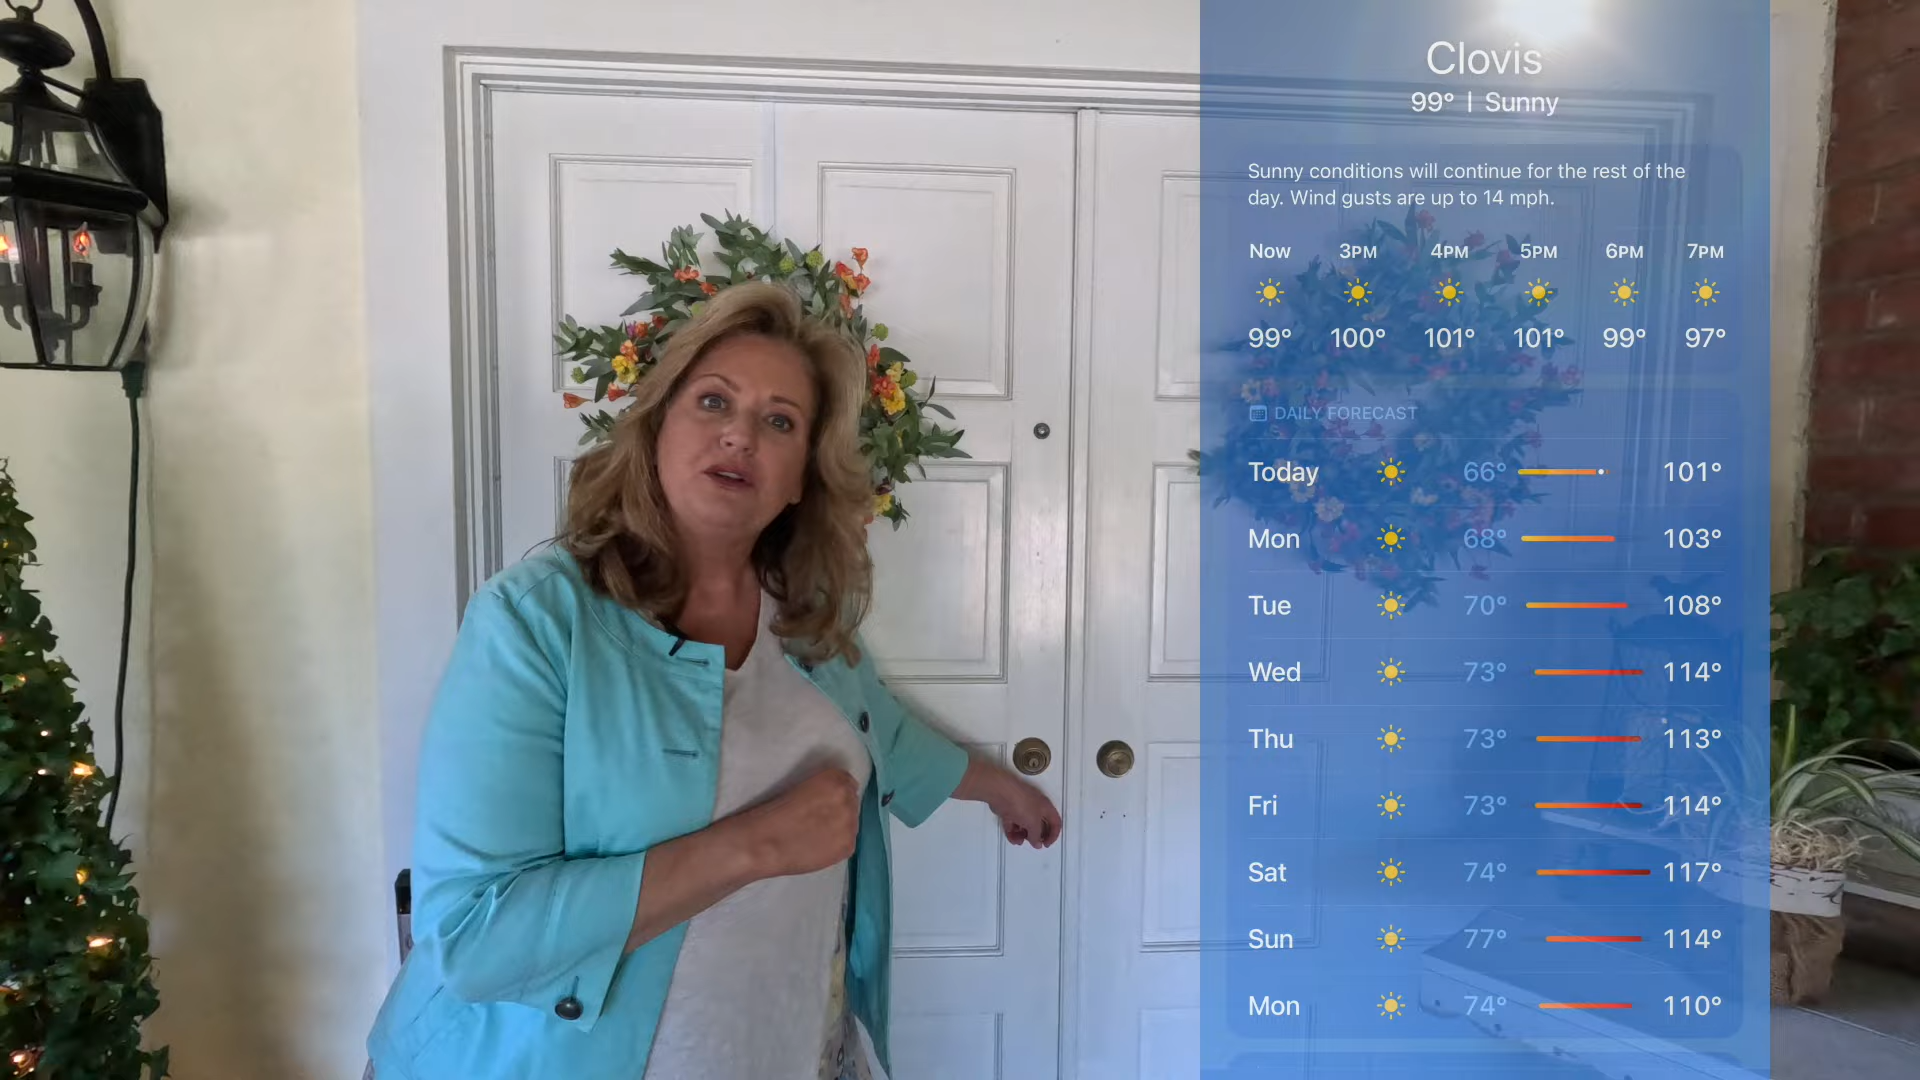 Clovis
99° | Sunny
Sunny conditions will continue for the rest of the
day. Wind gusts are up to 14 mph.
Now 3PM 4PM 5PM 6PM 7PM
99° 100° 101° 101° 99° 97°
DAILY FORECAST
Today 66° 101°
Mon 68° 103°
Tue 70° 108°
Wed 73° 114°
Thu 73° 113°
Fri 73° 114°
Sat 74° 117°
Sun 77° 114°
Mon 74° 110°